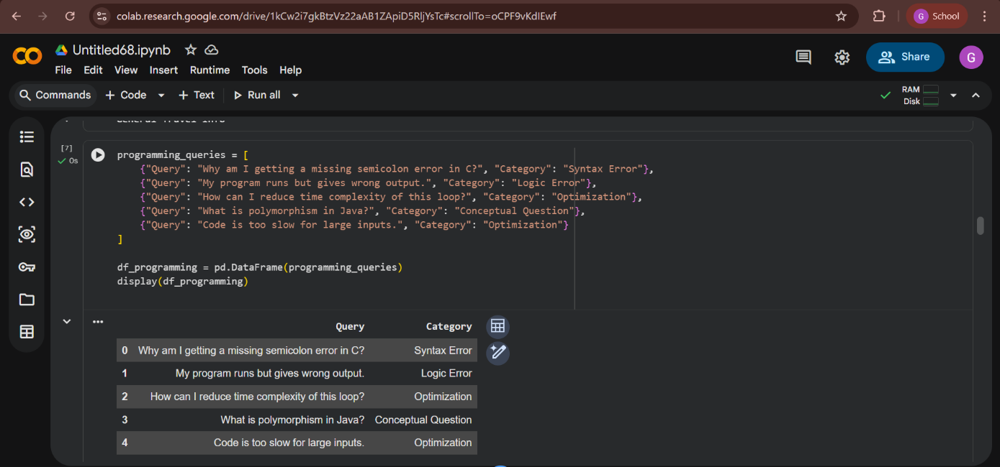 colab.research.google.com/drive/1kCw2i7gkBtzVz22aAB1ZApiD5RljYsTc#scrollTo=oCPF9vKdlEwf
G School
Untitled68.ipynb
File Edit View Insert Runtime Tools Help
Share
G
Commands + Code + Text Run all
RAM
Disk
General Travel Info
[7]
0s
programming_queries = [
{"Query": "Why am I getting a missing semicolon error in C?", "Category": "Syntax Error"},
{"Query": "My program runs but gives wrong output.", "Category": "Logic Error"},
{"Query": "How can I reduce time complexity of this loop?", "Category": "Optimization"},
{"Query": "What is polymorphism in Java?", "Category": "Conceptual Question"},
{"Query": "Code is too slow for large inputs.", "Category": "Optimization"}
]
df_programming = pd.DataFrame(programming_queries)
display(df_programming)
Query Category
0 Why am I getting a missing semicolon error in C? Syntax Error
1 My program runs but gives wrong output. Logic Error
2 How can I reduce time complexity of this loop? Optimization
3 What is polymorphism in Java? Conceptual Question
4 Code is too slow for large inputs. Optimization